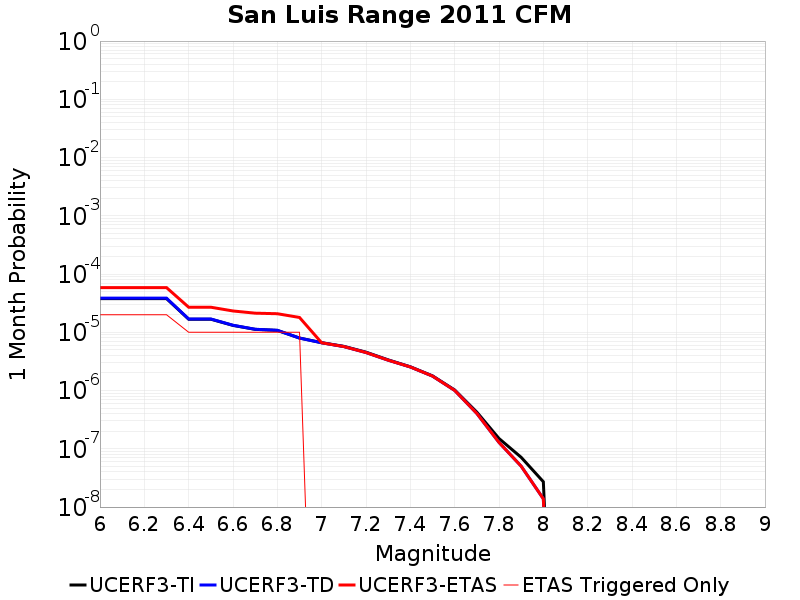 San Luis Range 2011 CFM
1 Month Probability
10^0
10^-1
10^-2
10^-3
10^-4
10^-5
10^-6
10^-7
10^-8
6 6.2 6.4 6.6 6.8 7 7.2 7.4 7.6 7.8 8 8.2 8.4 8.6 8.8 9
Magnitude
UCERF3-TI UCERF3-TD UCERF3-ETAS ETAS Triggered Only